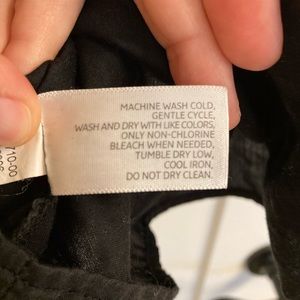 MACHINE WASH COLD,
GENTLE CYCLE,
WASH AND DRY WITH LIKE COLORS,
ONLY NON-CHLORINE
BLEACH WHEN NEEDED,
TUMBLE DRY LOW,
COOL IRON,
DO NOT DRY CLEAN.